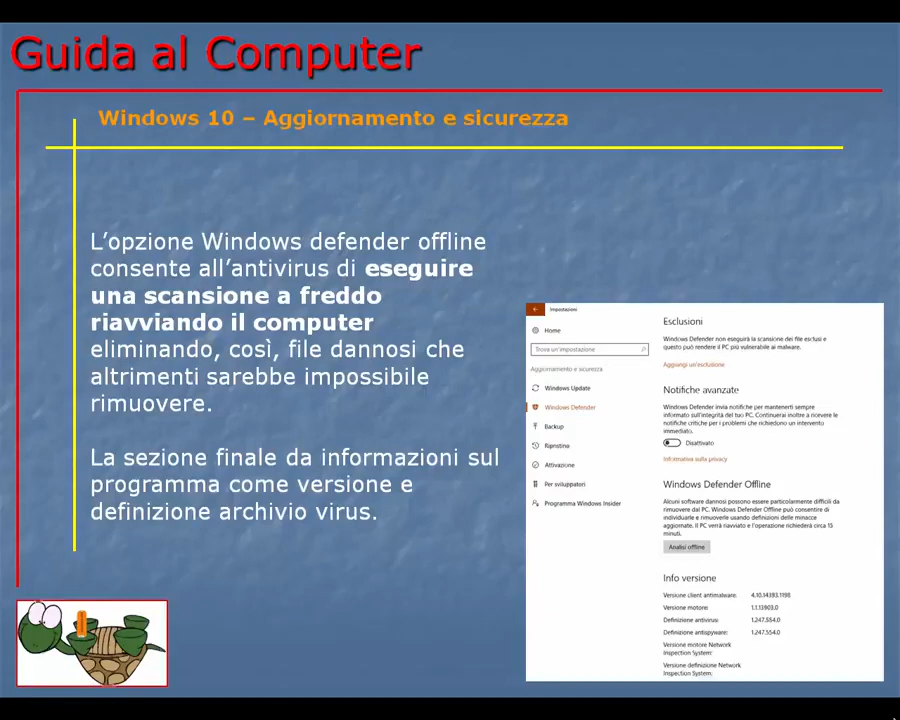 Guida al Computer
Windows 10 – Aggiornamento e sicurezza
L'opzione Windows defender offline
consente all'antivirus di eseguire
una scansione a freddo
riavviando il computer
eliminando, così, file dannosi che
altrimenti sarebbe impossibile
rimuovere.
La sezione finale da informazioni sul
programma come versione e
definizione archivio virus.
Impostazioni
Home
Trova un'impostazione
Aggiornamento e sicurezza
Windows Update
Windows Defender
Backup
Ripristino
Attivazione
Per sviluppatori
Programma Windows Insider
Esclusioni
Windows Defender non eseguirà la scansione dei file esclusi e
questo può rendere il PC più vulnerabile ai malware.
Aggiungi un'esclusione
Notifiche avanzate
Windows Defender invia notifiche per mantenerti sempre
informato sull'integrità del tuo PC. Continuerai inoltre a ricevere le
notifiche critiche per i problemi che richiedono un intervento
immediato.
Disattivato
Informativa sulla privacy
Windows Defender Offline
Alcuni software dannosi possono essere particolarmente difficili da
rimuovere dal PC. Windows Defender Offline può consentire di
individuarle e rimuoverle usando definizioni delle minacce
aggiornate. Il PC verrà riavviato e l'operazione richiederà circa 15
minuti.
Analisi offline
Info versione
Versione client antimalware: 4.10.14393.1198
Versione motore: 1.1.13903.0
Definizione antivirus: 1.247.554.0
Definizione antispyware: 1.247.554.0
Versione motore Network
Inspection System:
Versione definizione Network
Inspection System: